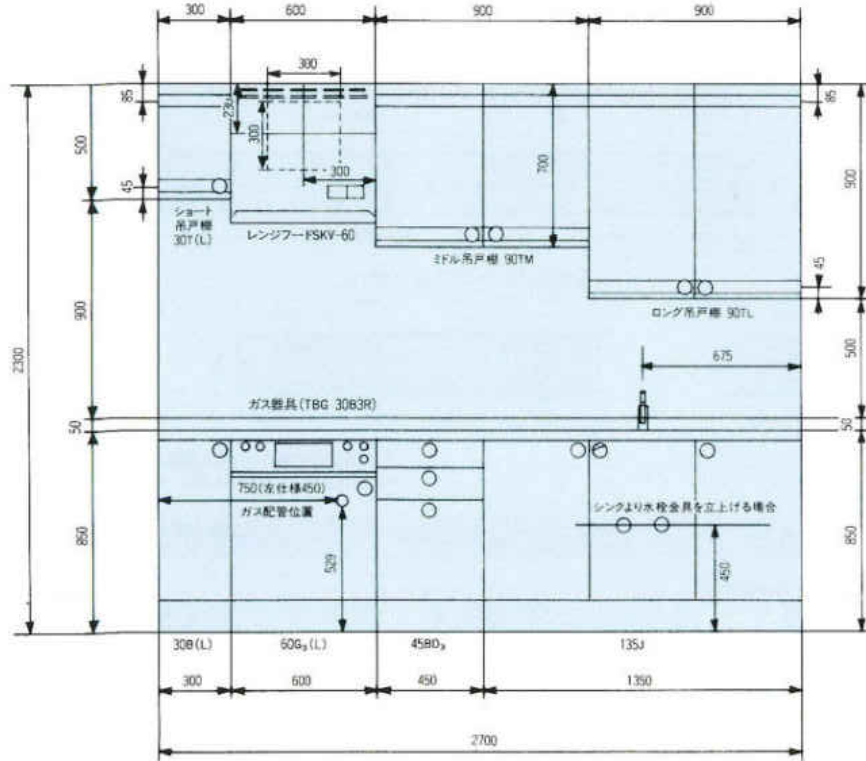 300
600
900
900
380
85
230
300
300
500
45
700
85
900
ショート
吊戸棚
30T(L)
レンジフードSKV-60
ミドル吊戸棚 90TM
45
ロング吊戸棚 90TL
900
2300
675
500
ガス器具(TBG 30B3R)
50
50
750(左仕様450)
ガス配管位置
シンクより水栓金具を立上げる場合
850
529
450
850
30B(L)
60G₃(L)
45BD₃
135J
300
600
450
1350
2700